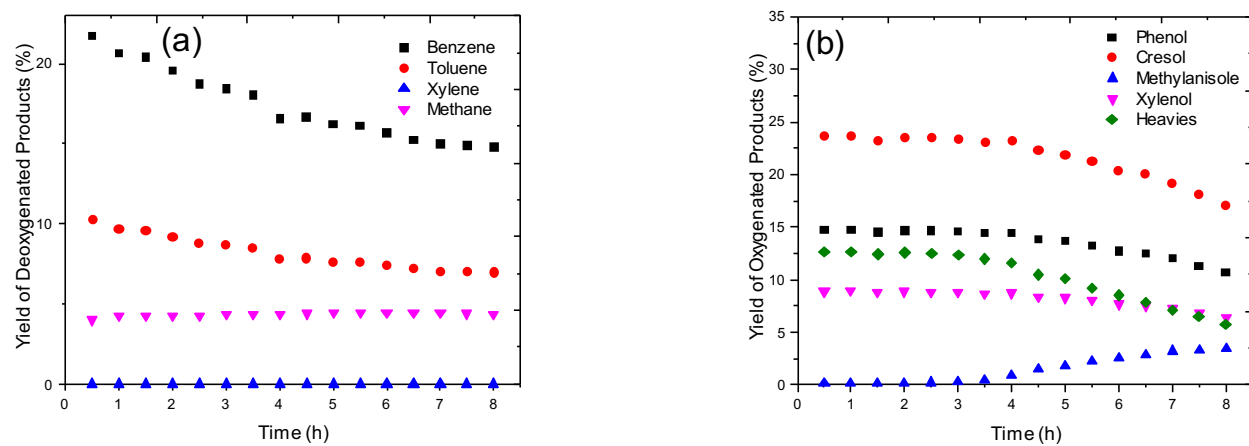 (a)
Benzene
Toluene
Xylene
Methane
Yield of Deoxygenated Products (%)
20
10
0
0 1 2 3 4 5 6 7 8
Time (h)
(b)
Phenol
Cresol
Methylanisole
Xylenol
Heavies
Yield of Oxygenated Products (%)
35
30
25
20
15
10
5
0
0 1 2 3 4 5 6 7 8
Time (h)